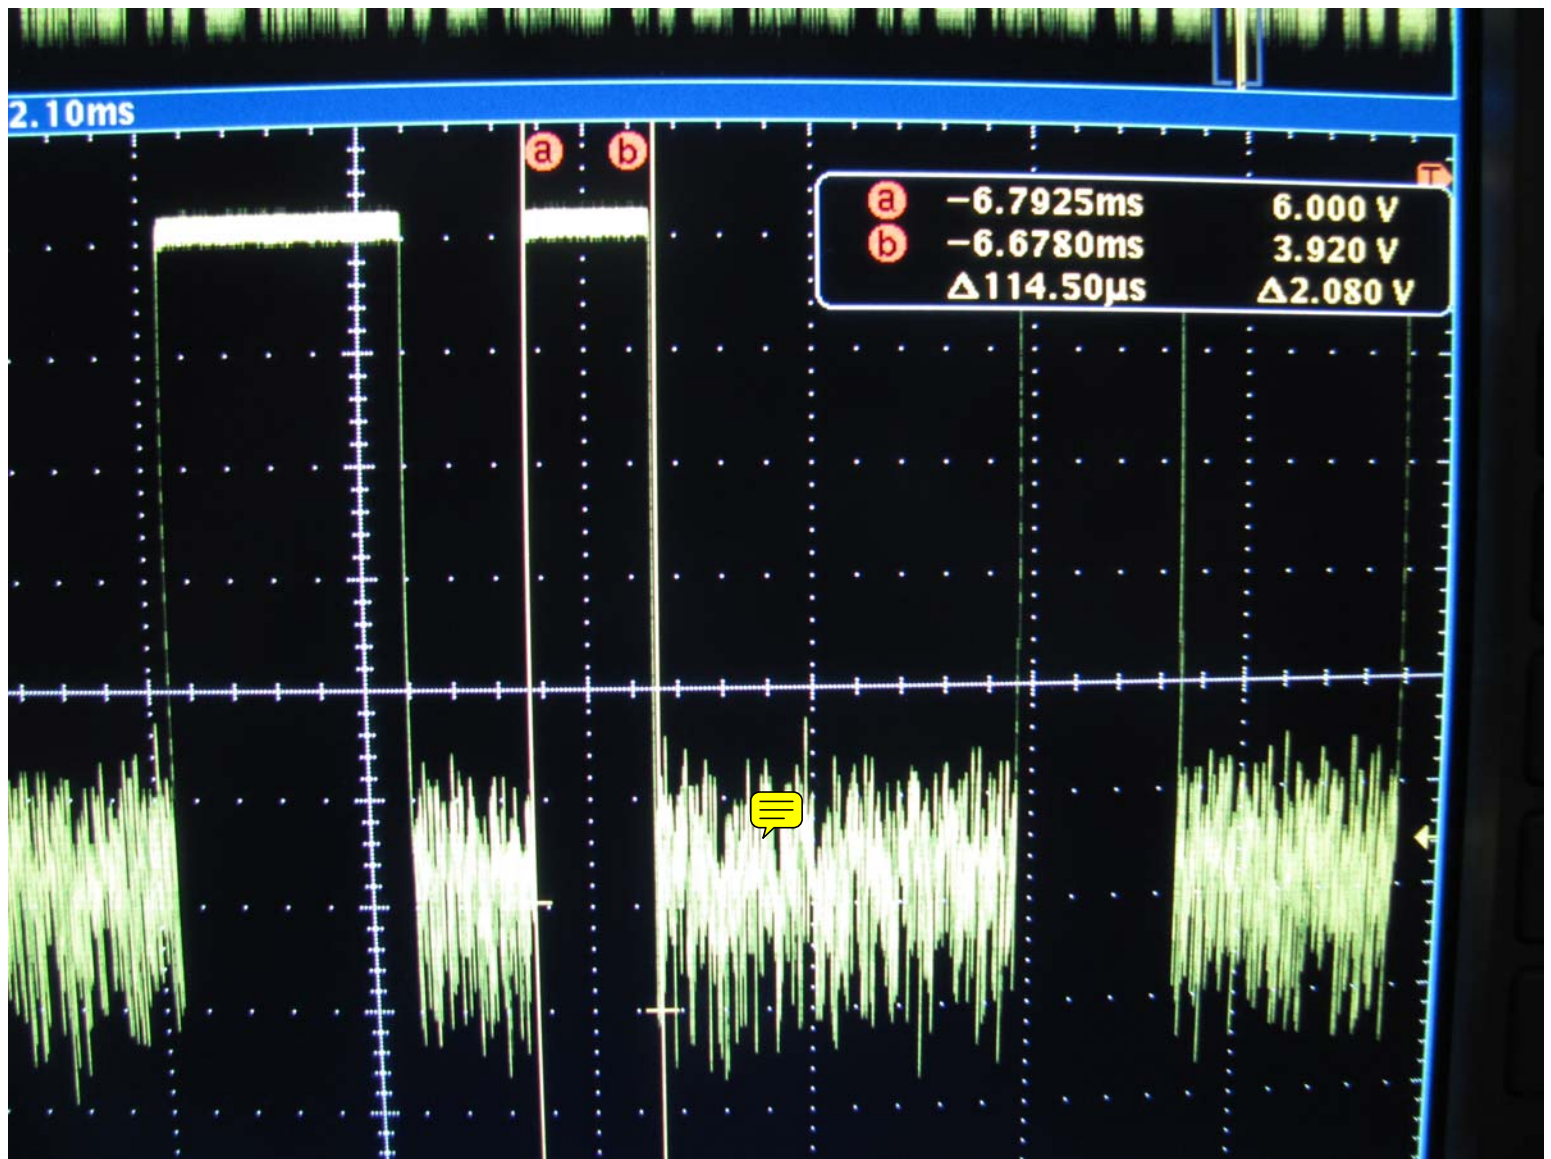 2.10ms
a b
T
a −6.7925ms 6.000 V
b −6.6780ms 3.920 V
Δ114.50µs Δ2.080 V